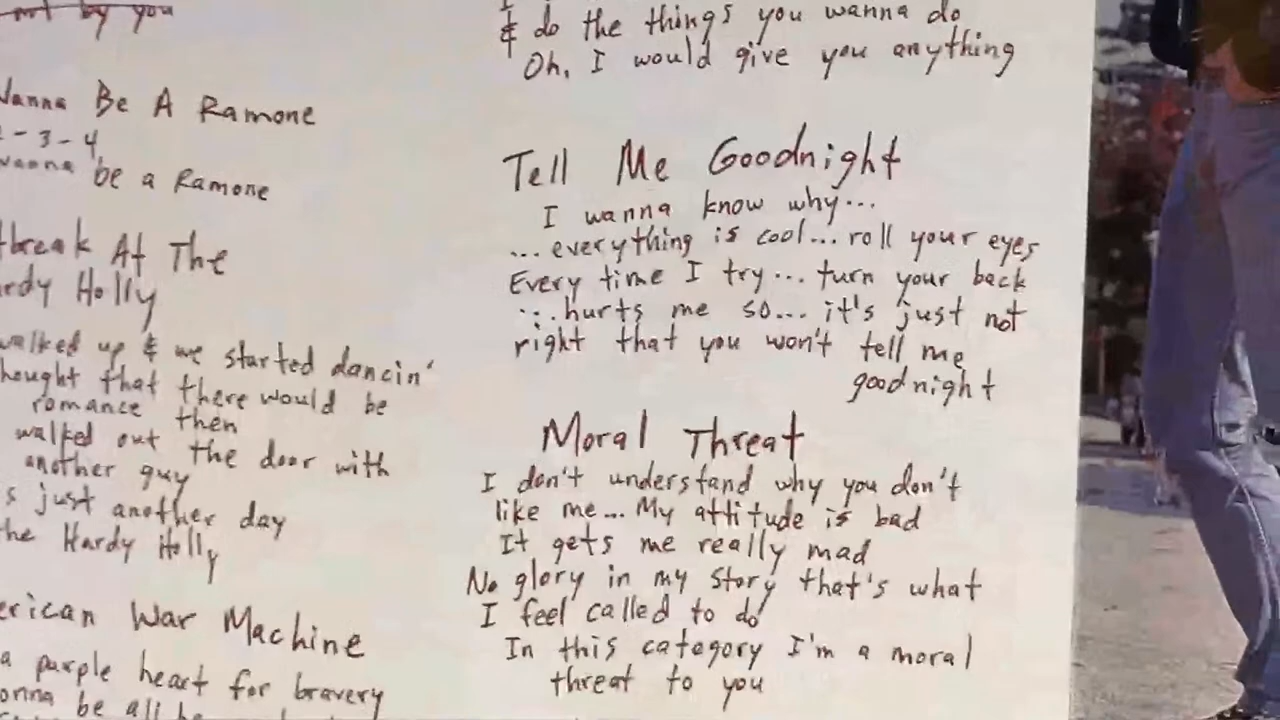 not by you
Wanna Be A Ramone
- 3 - 4
wanna be a Ramone
break At The
rdy Holly
walked up & we started dancin'
hought that there would be
romance then
walked out the door with
another guy
s just another day
the Hardy Holly
erican War Machine
a purple heart for bravery
onna be all
& do the things you wanna do
Oh, I would give you anything
Tell Me Goodnight
I wanna know why...
...everything is cool... roll your eyes
Every time I try... turn your back
...hurts me so... it's just not
right that you won't tell me
goodnight
Moral Threat
I don't understand why you don't
like me... My attitude is bad
It gets me really mad
No glory in my story that's what
I feel called to do
In this category I'm a moral
threat to you